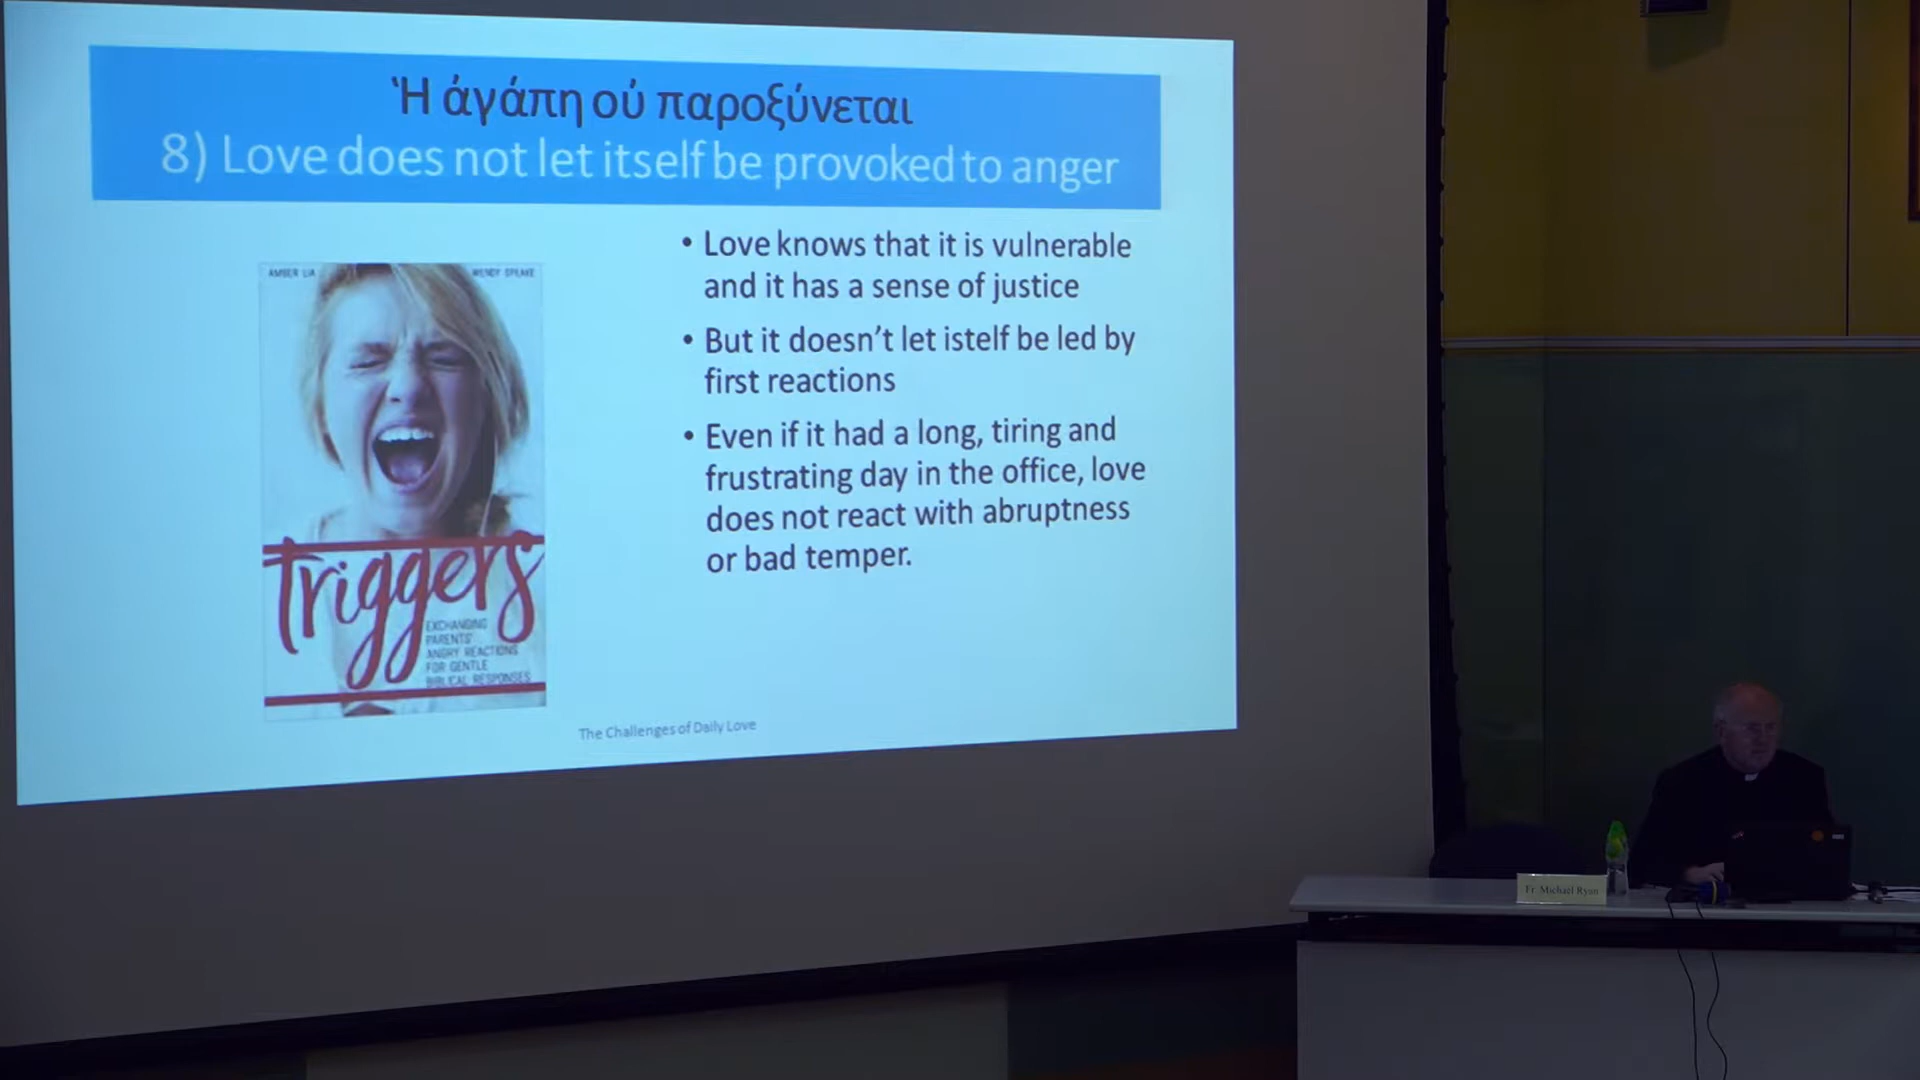 Ἡ ἀγάπη οὐ παροξύνεται
8) Love does not let itself be provoked to anger
AMBER LIA
WENDY SPEAKE
Triggers
EXCHANGING
PARENTS'
ANGRY REACTIONS
FOR GENTLE
BIBLICAL RESPONSES
• Love knows that it is vulnerable
and it has a sense of justice
• But it doesn't let istelf be led by
first reactions
• Even if it had a long, tiring and
frustrating day in the office, love
does not react with abruptness
or bad temper.
The Challenges of Daily Love
Fr. Michael Ryan